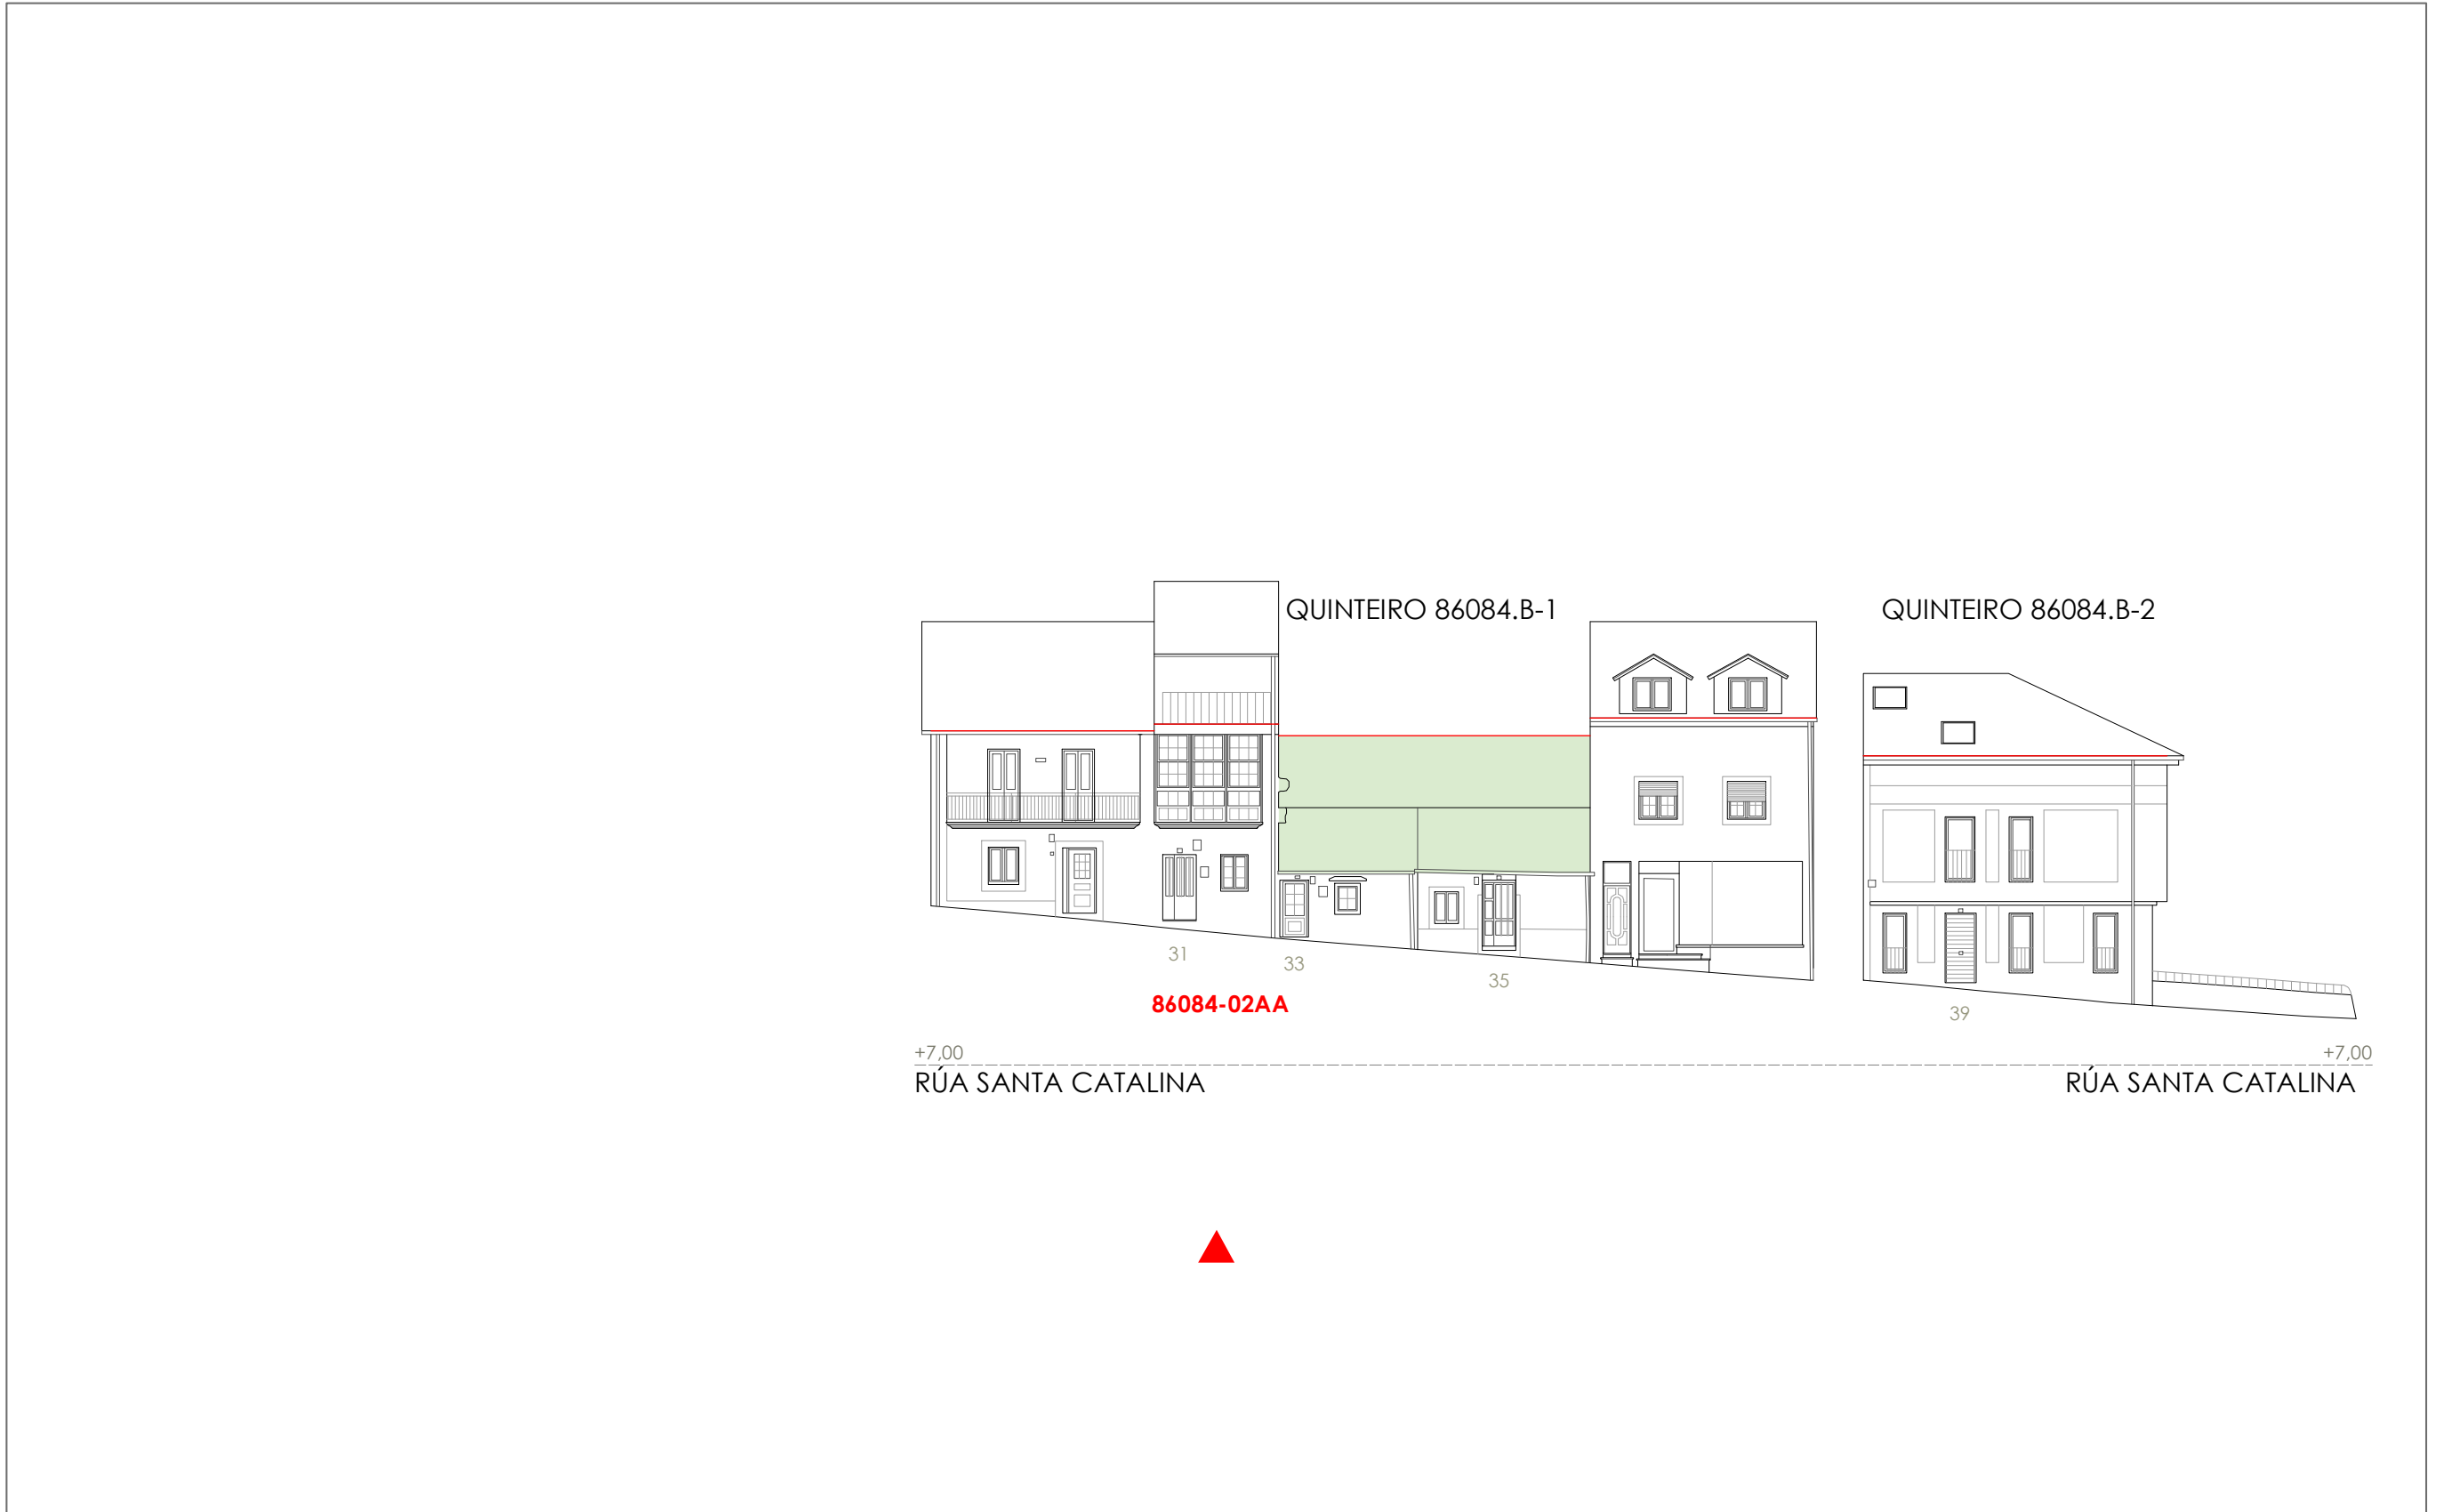 QUINTEIRO 86084.B-1
QUINTEIRO 86084.B-2
31
33
35
39
86084-02AA
+7,00
+7,00
RÚA SANTA CATALINA
RÚA SANTA CATALINA